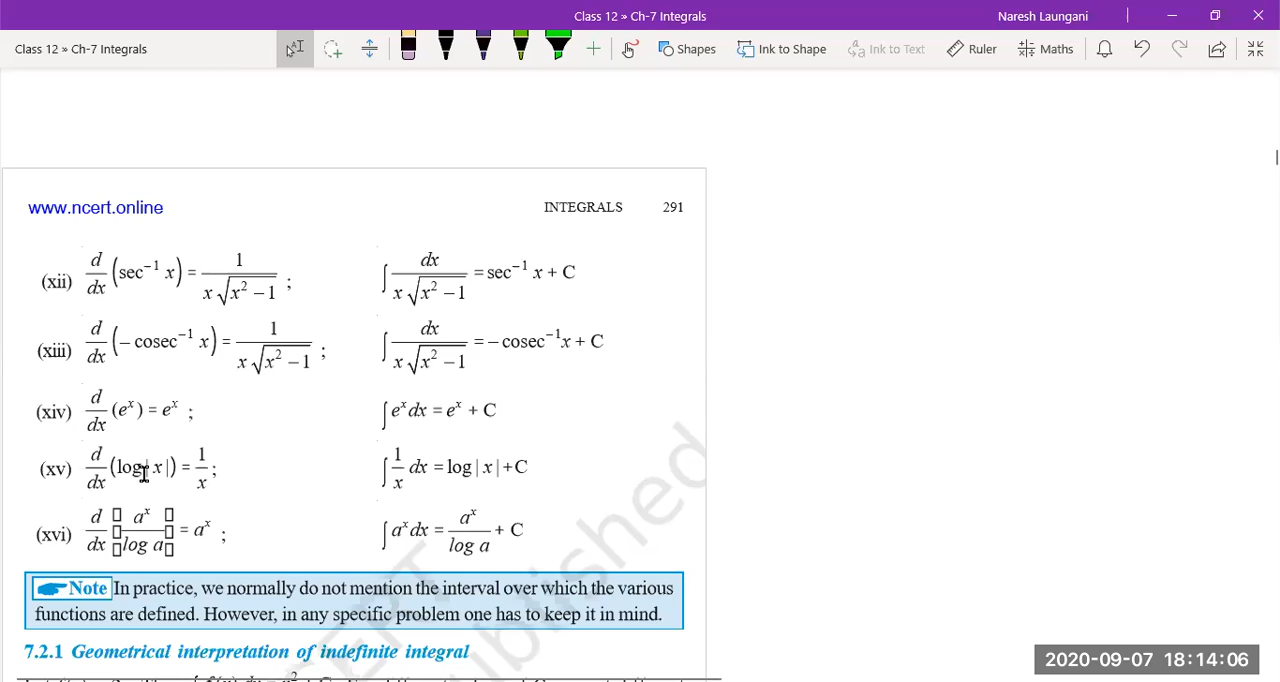 Class 12 » Ch-7 Integrals
Naresh Laungani
Class 12 » Ch-7 Integrals
Shapes
Ink to Shape
Ink to Text
Ruler
Maths
www.ncert.online INTEGRALS 291
(xii) d/dx (sec⁻¹ x) = 1/(x√(x² − 1)) ; ∫ dx/(x√(x² − 1)) = sec⁻¹ x + C
(xiii) d/dx (− cosec⁻¹ x) = 1/(x√(x² − 1)) ; ∫ dx/(x√(x² − 1)) = − cosec⁻¹x + C
(xiv) d/dx (eˣ) = eˣ ; ∫ eˣ dx = eˣ + C
(xv) d/dx (log| x |) = 1/x ; ∫ 1/x dx = log| x | +C
(xvi) d/dx (aˣ/log a) = aˣ ; ∫ aˣ dx = aˣ/log a + C
Note In practice, we normally do not mention the interval over which the various
functions are defined. However, in any specific problem one has to keep it in mind.
7.2.1 Geometrical interpretation of indefinite integral
2020-09-07 18:14:06